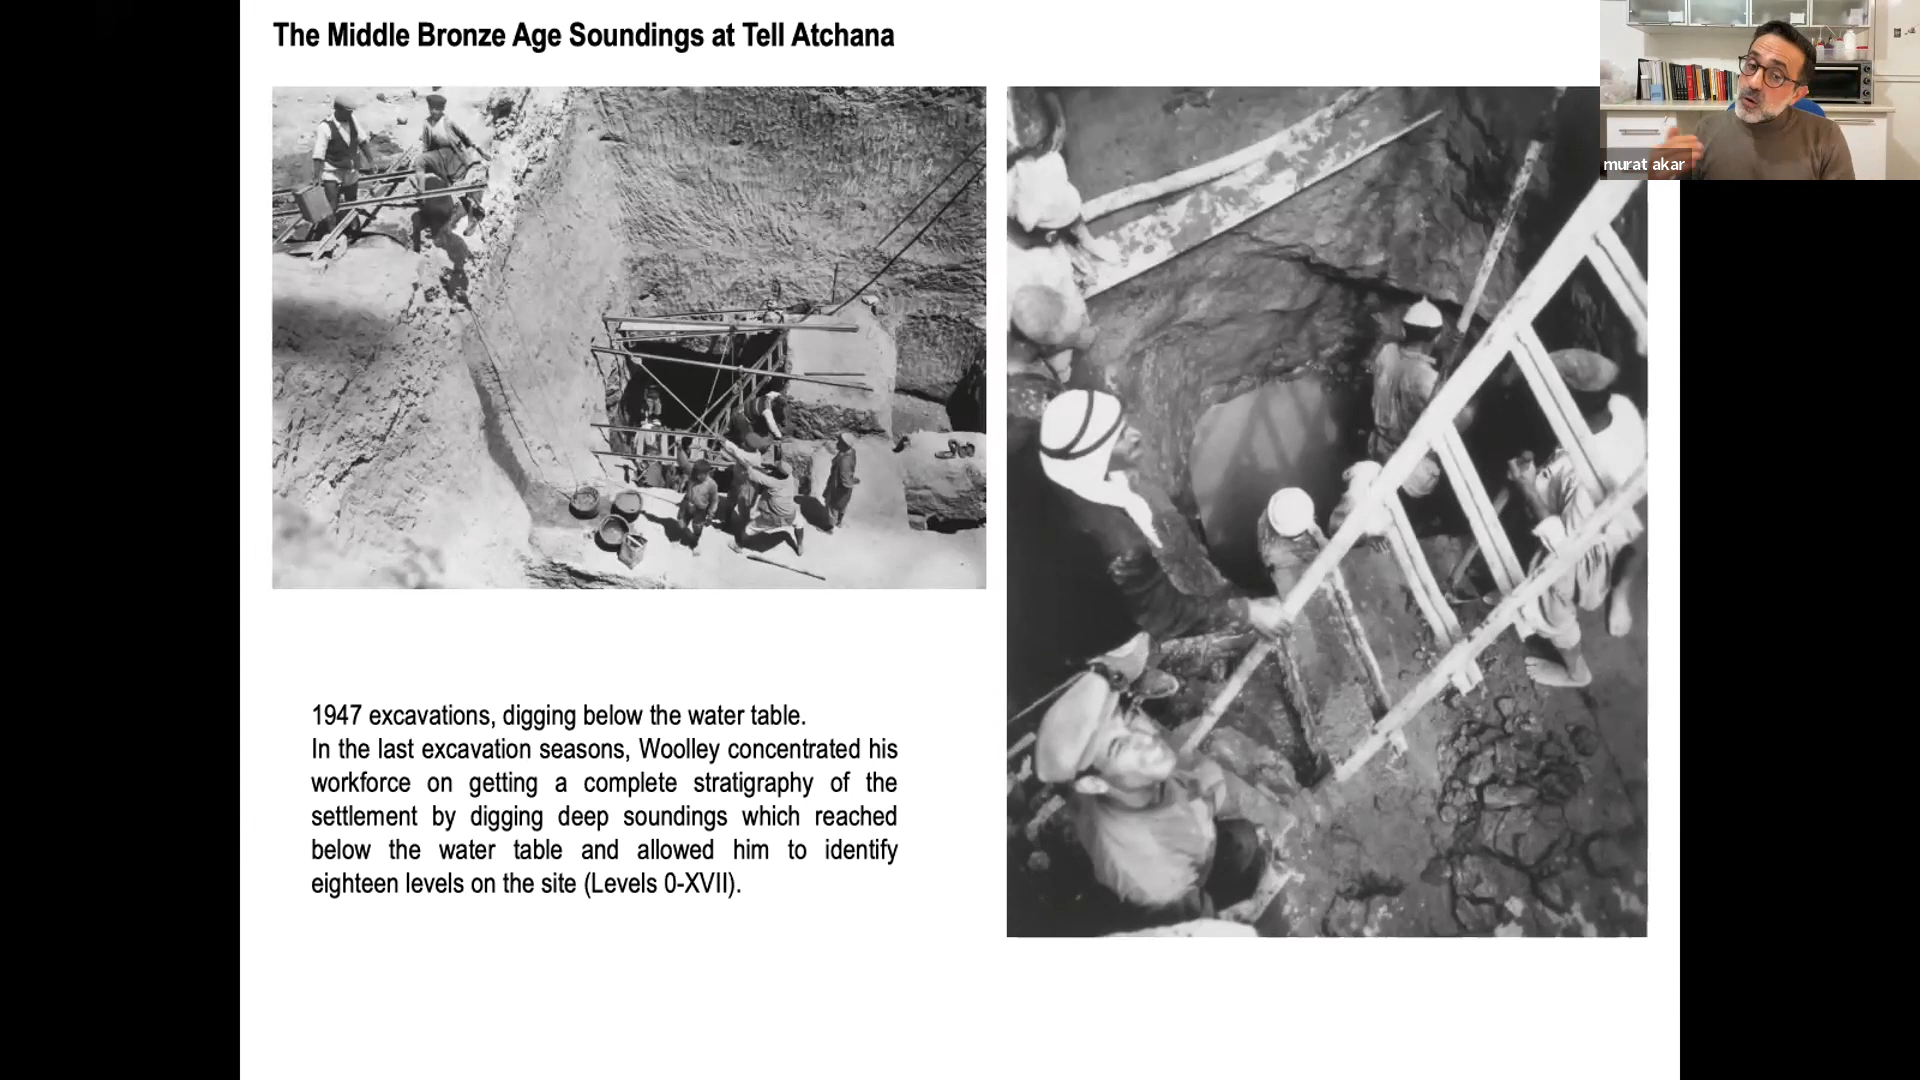 The Middle Bronze Age Soundings at Tell Atchana
murat akar
1947 excavations, digging below the water table.
In the last excavation seasons, Woolley concentrated his
workforce on getting a complete stratigraphy of the
settlement by digging deep soundings which reached
below the water table and allowed him to identify
eighteen levels on the site (Levels 0-XVII).